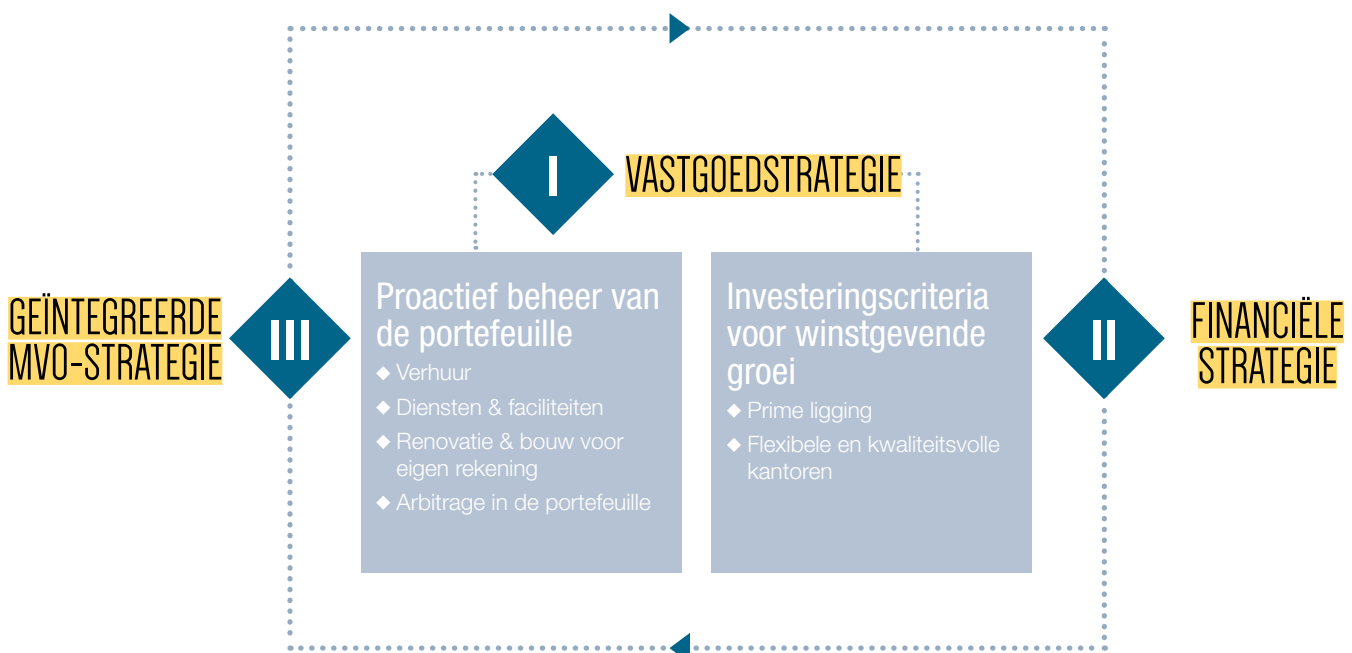 I
VASTGOEDSTRATEGIE
GEÏNTEGREERDE
MVO-STRATEGIE
III
Proactief beheer van
de portefeuille
◆ Verhuur
◆ Diensten & faciliteiten
◆ Renovatie & bouw voor
eigen rekening
◆ Arbitrage in de portefeuille
Investeringscriteria
voor winstgevende
groei
◆ Prime ligging
◆ Flexibele en kwaliteitsvolle
kantoren
II
FINANCIËLE
STRATEGIE